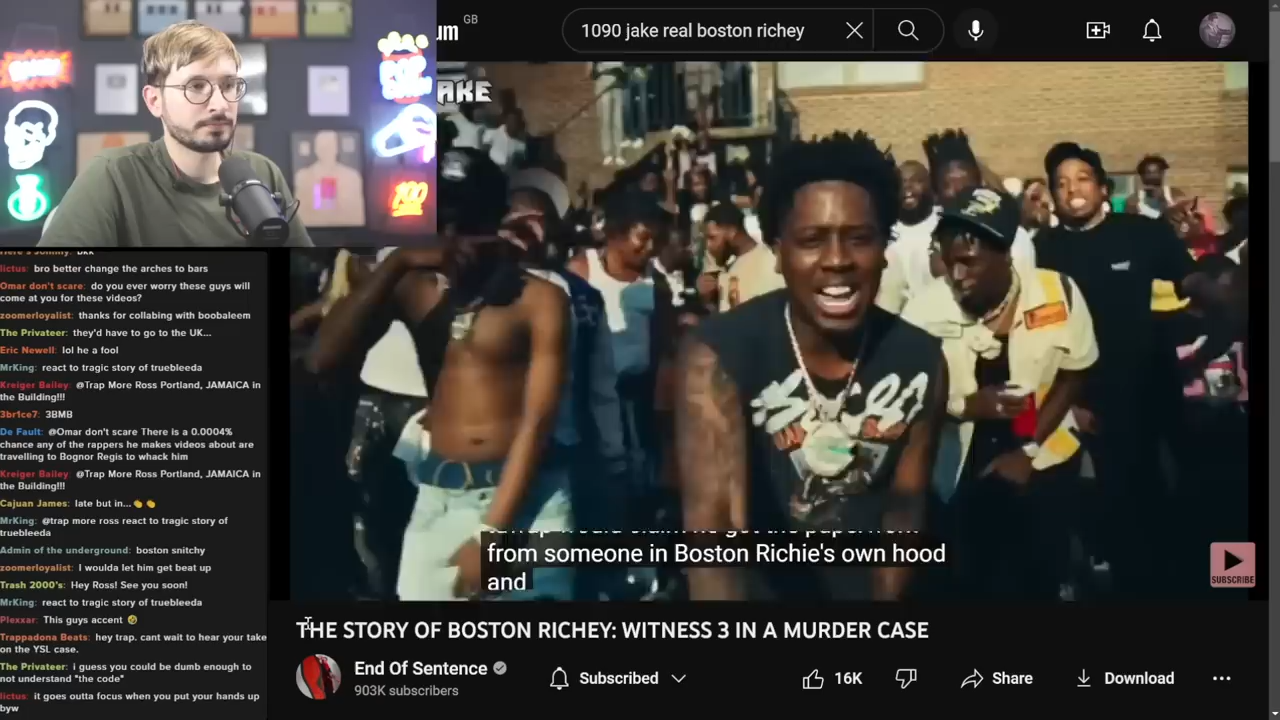 um
GB
1090 jake real boston richey
AKE
100
Here's Johnny: BRR
lictus: bro better change the arches to bars
Omar don't scare: do you ever worry these guys will
come at you for these videos?
zoomerloyalist: thanks for collabing with boobaleem
The Privateer: they'd have to go to the UK...
Eric Newell: lol he a fool
MrKing: react to tragic story of truebleeda
Kreiger Bailey: @Trap More Ross Portland, JAMAICA in
the Building!!!
3br1ce7: 3BMB
De Fault: @Omar don't scare There is a 0.0004%
chance any of the rappers he makes videos about are
travelling to Bognor Regis to whack him
Kreiger Bailey: @Trap More Ross Portland, JAMAICA in
the Building!!!
Cajuan James: late but in... 👏 👏
MrKing: @trap more ross react to tragic story of
truebleeda
Admin of the underground: boston snitchy
zoomerloyalist: I woulda let him get beat up
Trash 2000's: Hey Ross! See you soon!
MrKing: react to tragic story of truebleeda
Plexxar: This guys accent
Trappadona Beats: hey trap. cant wait to hear your take
on the YSL case.
The Privateer: i guess you could be dumb enough to
not understand "the code"
lictus: it goes outta focus when you put your hands up
byw
from someone in Boston Richie's own hood
and
SUBSCRIBE
THE STORY OF BOSTON RICHEY: WITNESS 3 IN A MURDER CASE
End Of Sentence
903K subscribers
Subscribed
16K
Share
Download